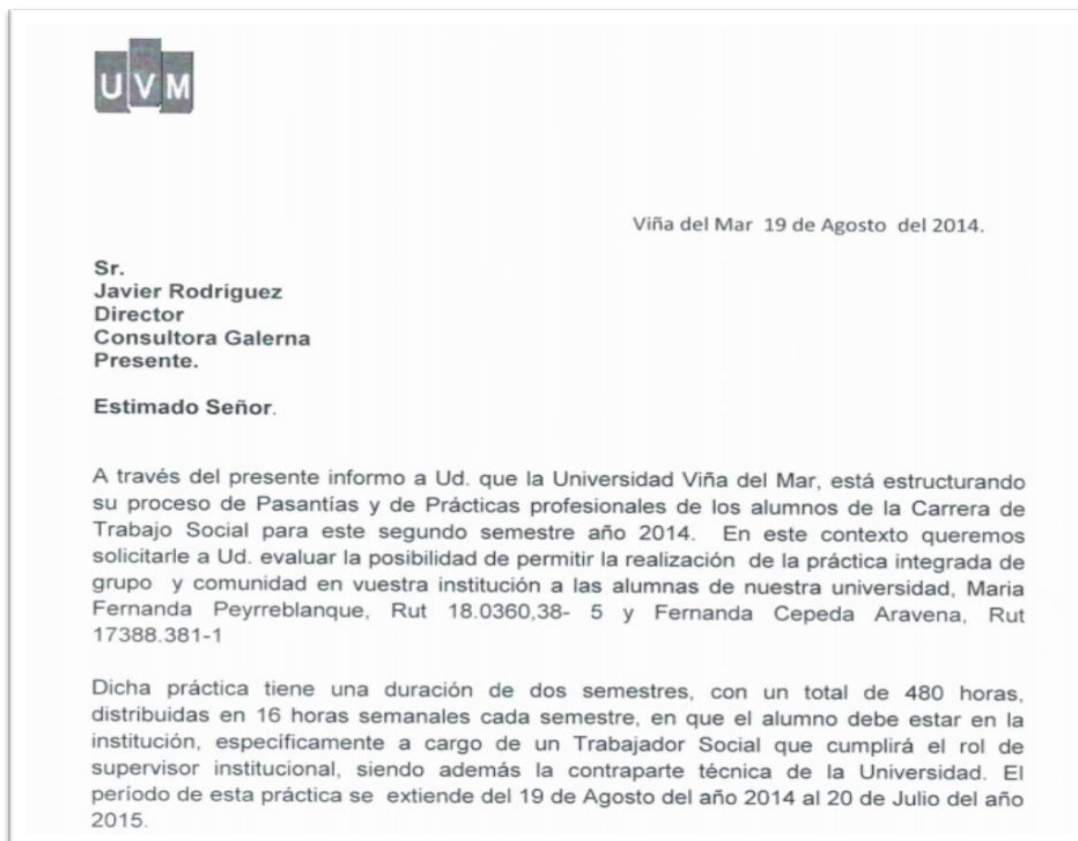 UVM
Viña del Mar 19 de Agosto del 2014.
Sr.
Javier Rodríguez
Director
Consultora Galerna
Presente.
Estimado Señor.
A través del presente informo a Ud. que la Universidad Viña del Mar, está estructurando
su proceso de Pasantías y de Prácticas profesionales de los alumnos de la Carrera de
Trabajo Social para este segundo semestre año 2014. En este contexto queremos
solicitarle a Ud. evaluar la posibilidad de permitir la realización de la práctica integrada de
grupo y comunidad en vuestra institución a las alumnas de nuestra universidad, Maria
Fernanda Peyrreblanque, Rut 18.0360,38- 5 y Fernanda Cepeda Aravena, Rut
17388.381-1
Dicha práctica tiene una duración de dos semestres, con un total de 480 horas,
distribuidas en 16 horas semanales cada semestre, en que el alumno debe estar en la
institución, específicamente a cargo de un Trabajador Social que cumplirá el rol de
supervisor institucional, siendo además la contraparte técnica de la Universidad. El
período de esta práctica se extiende del 19 de Agosto del año 2014 al 20 de Julio del año
2015.